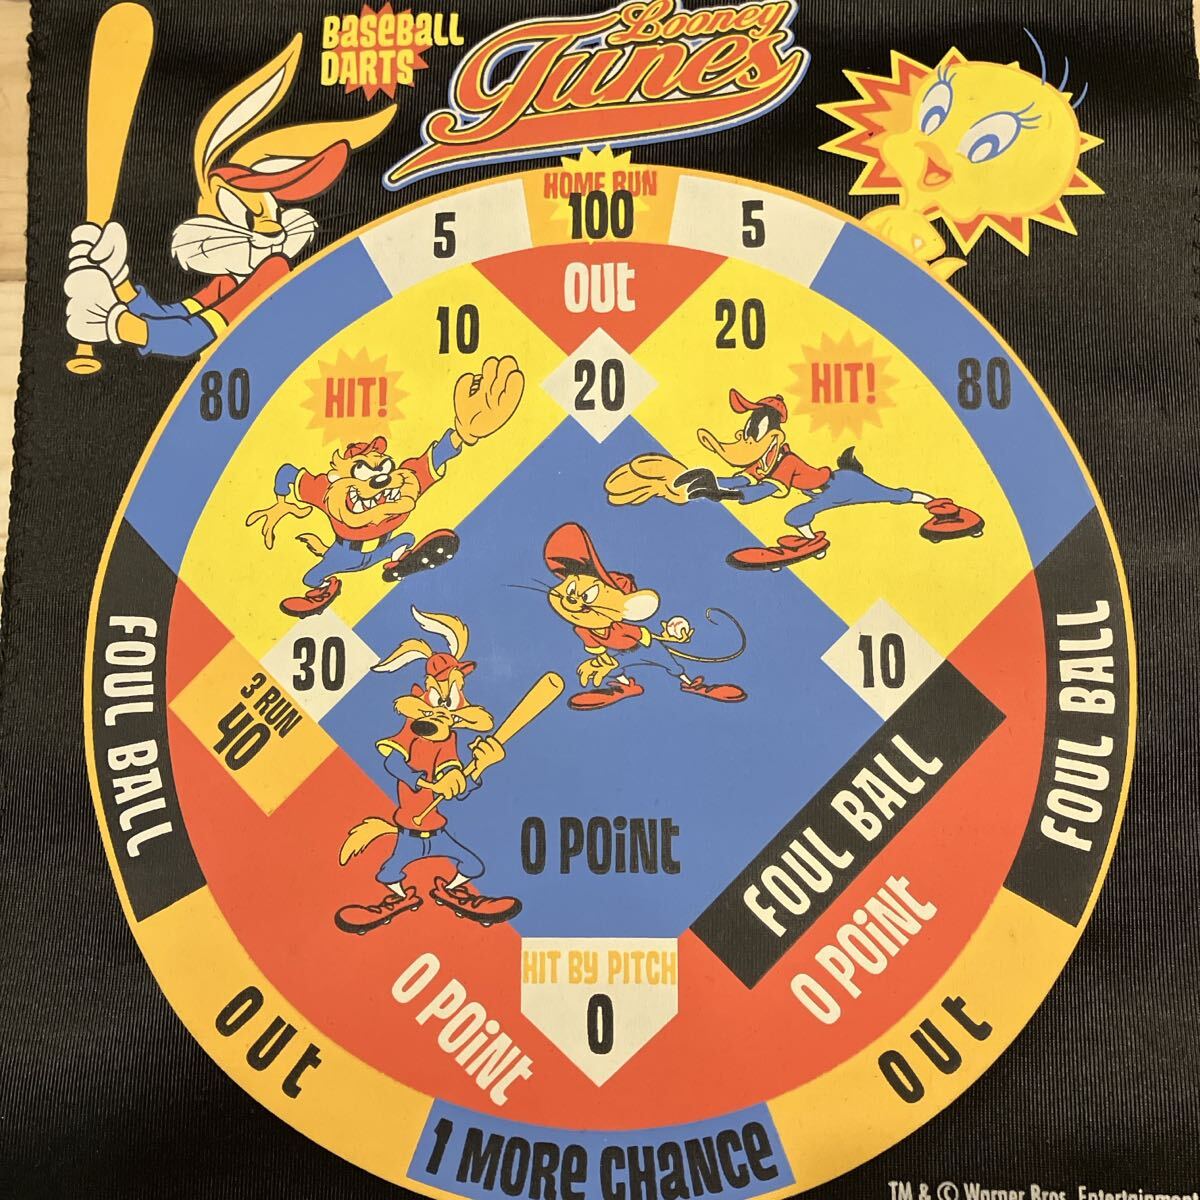 BaSeBaLL
DaRtS
Looney
Tunes
HOME RUN
100
5
5
OUt
10
20
20
HIT!
HIT!
80
80
30
10
3 RUN
40
FOUL BALL
FOUL BALL
FOUL BALL
0 POiNt
HIT BY PITCH
0
0 POiNt
0 POiNt
OUt
OUt
1 MORe CHANCe
TM & © Warner Bros. Entertainme